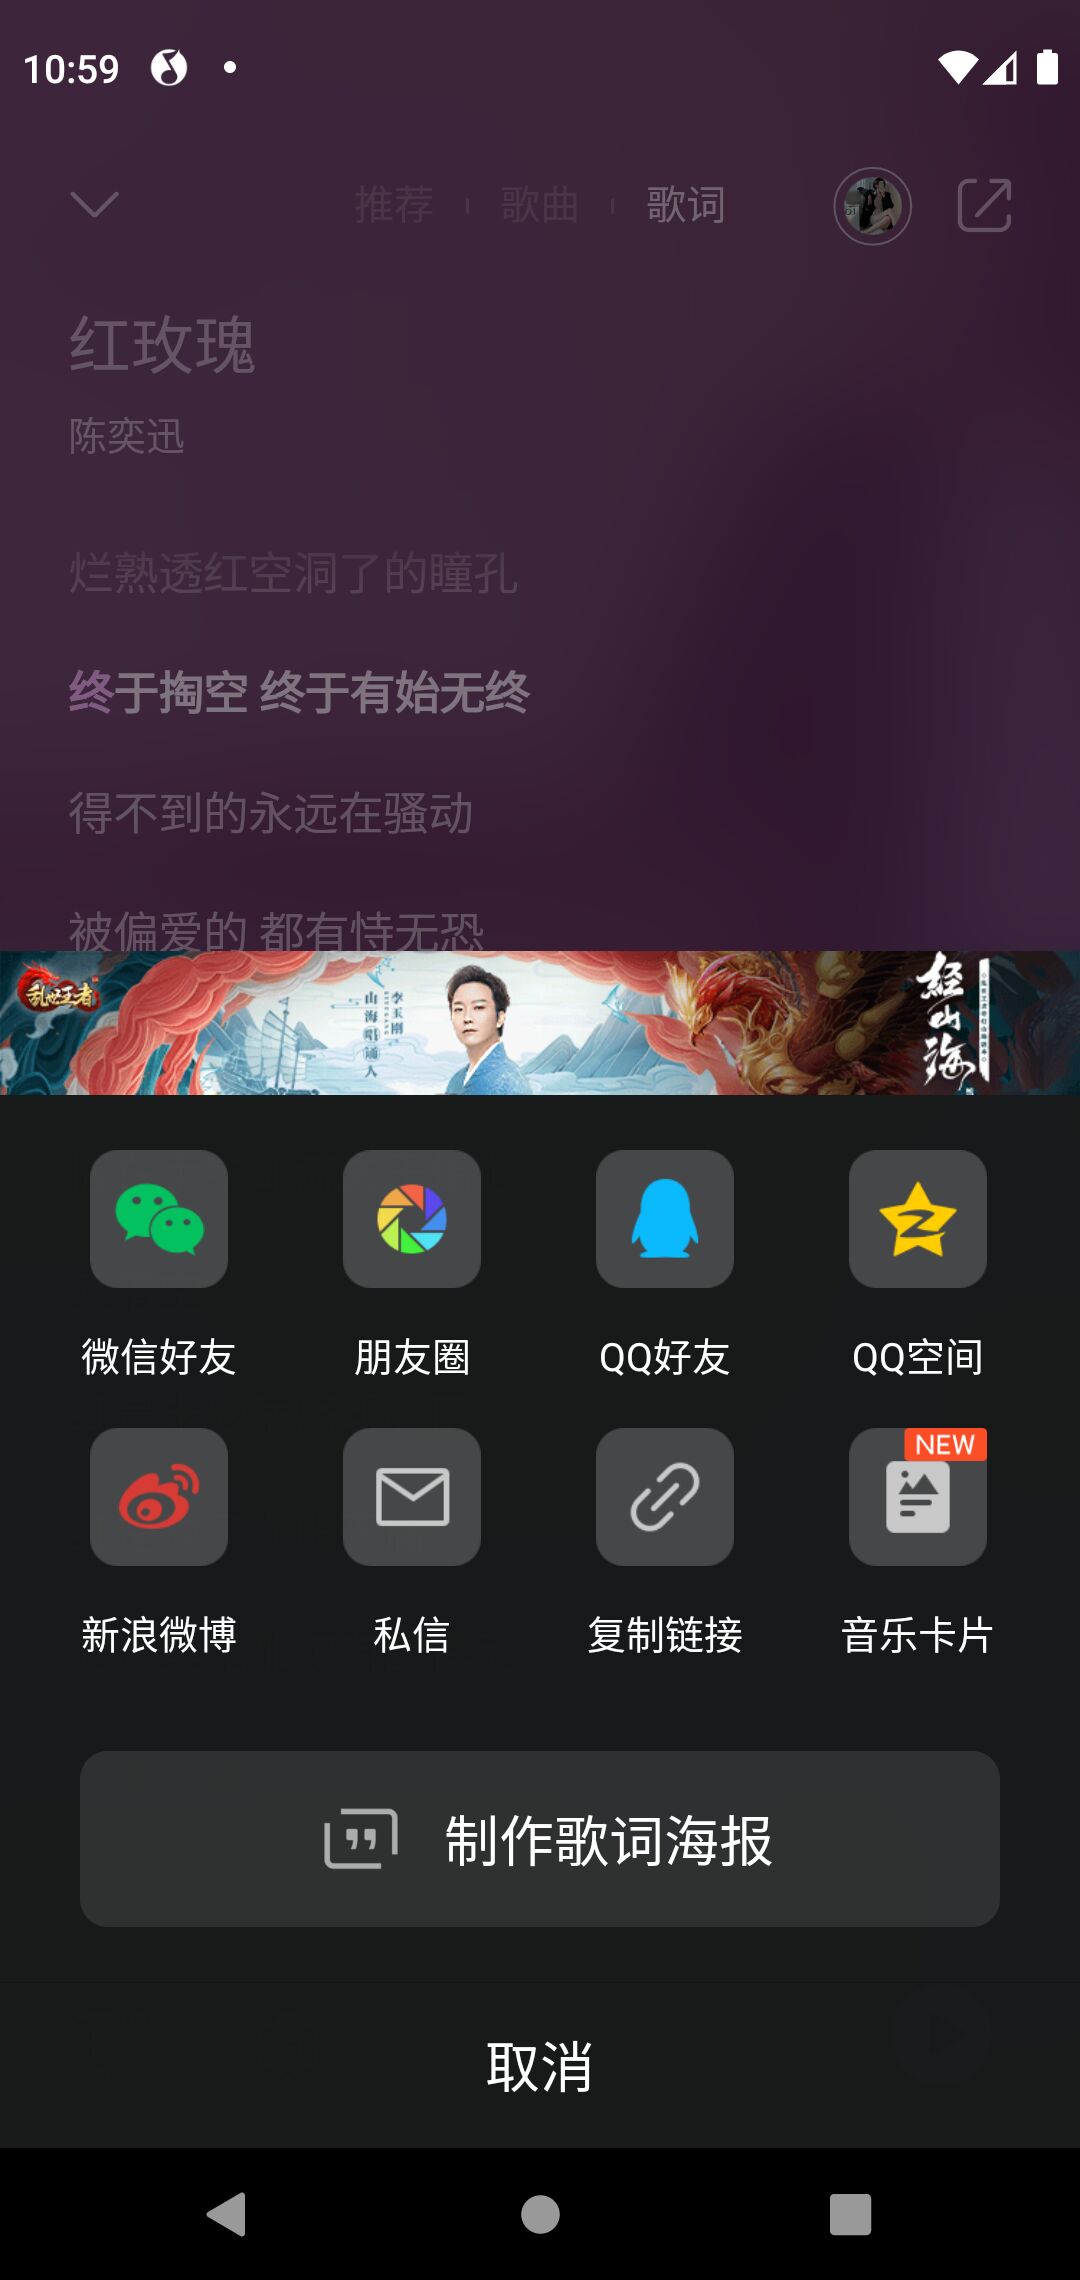 10:59
推荐 歌曲 歌词
红玫瑰
陈奕迅
烂熟透红空洞了的瞳孔
终于掏空 终于有始无终
得不到的永远在骚动
被偏爱的 都有恃无恐
乱世王者
李玉刚
山海唱诵人
经山海
微信好友 朋友圈 QQ好友 QQ空间
NEW
新浪微博 私信 复制链接 音乐卡片
制作歌词海报
取消